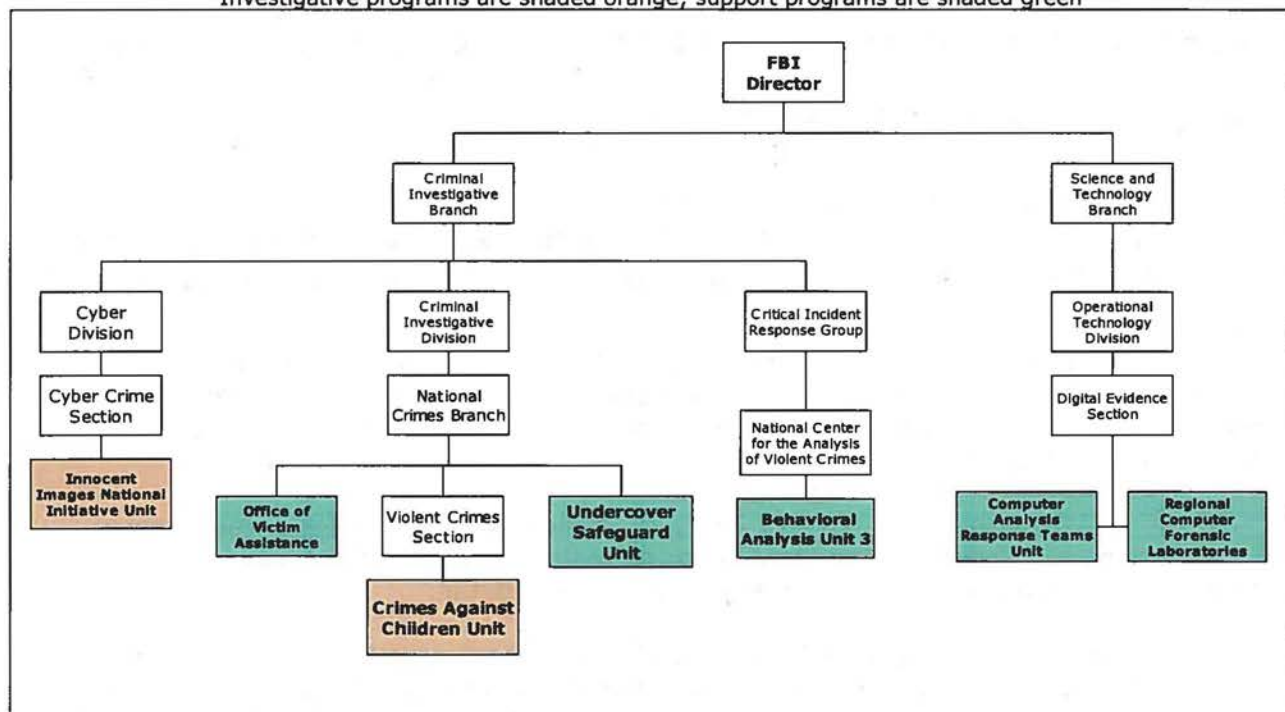 Investigative programs are shaded orange; support programs are shaded green
FBI
Director
Criminal
Investigative
Branch
Science and
Technology
Branch
Cyber
Division
Criminal
Investigative
Division
Critical Incident
Response Group
Operational
Technology
Division
Cyber Crime
Section
National
Crimes Branch
National Center
for the Analysis
of Violent Crimes
Digital Evidence
Section
Innocent
Images National
Initiative Unit
Office of
Victim
Assistance
Violent Crimes
Section
Undercover
Safeguard
Unit
Behavioral
Analysis Unit 3
Computer
Analysis
Response Teams
Unit
Regional
Computer
Forensic
Laboratories
Crimes Against
Children Unit